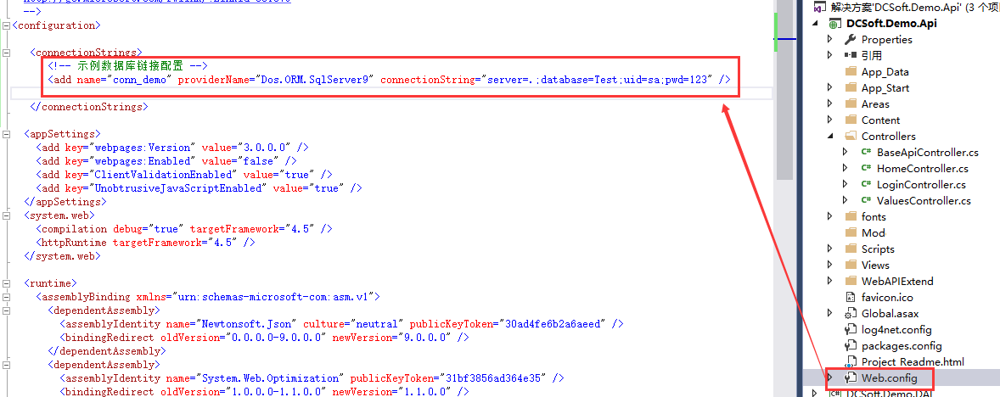 -->
<configuration>
<connectionStrings>
<!-- 示例数据库链接配置 -->
<add name="conn_demo" providerName="Dos.ORM.SqlServer9" connectionString="server=.;database=Test;uid=sa;pwd=123" />
</connectionStrings>
<appSettings>
<add key="webpages:Version" value="3.0.0.0" />
<add key="webpages:Enabled" value="false" />
<add key="ClientValidationEnabled" value="true" />
<add key="UnobtrusiveJavaScriptEnabled" value="true" />
</appSettings>
<system.web>
<compilation debug="true" targetFramework="4.5" />
<httpRuntime targetFramework="4.5" />
</system.web>
<runtime>
<assemblyBinding xmlns="urn:schemas-microsoft-com:asm.v1">
<dependentAssembly>
<assemblyIdentity name="Newtonsoft.Json" culture="neutral" publicKeyToken="30ad4fe6b2a6aeed" />
<bindingRedirect oldVersion="0.0.0.0-9.0.0.0" newVersion="9.0.0.0" />
</dependentAssembly>
<dependentAssembly>
<assemblyIdentity name="System.Web.Optimization" publicKeyToken="31bf3856ad364e35" />
<bindingRedirect oldVersion="1.0.0.0-1.1.0.0" newVersion="1.1.0.0" />
解决方案'DCSoft.Demo.Api' (3 个项
DCSoft.Demo.Api
Properties
引用
App_Data
App_Start
Areas
Content
Controllers
C# BaseApiController.cs
C# HomeController.cs
C# LoginController.cs
C# ValuesController.cs
fonts
Mod
Scripts
Views
WebAPIExtend
favicon.ico
Global.asax
log4net.config
packages.config
Project_Readme.html
Web.config
C# DCSoft.Demo.DAL